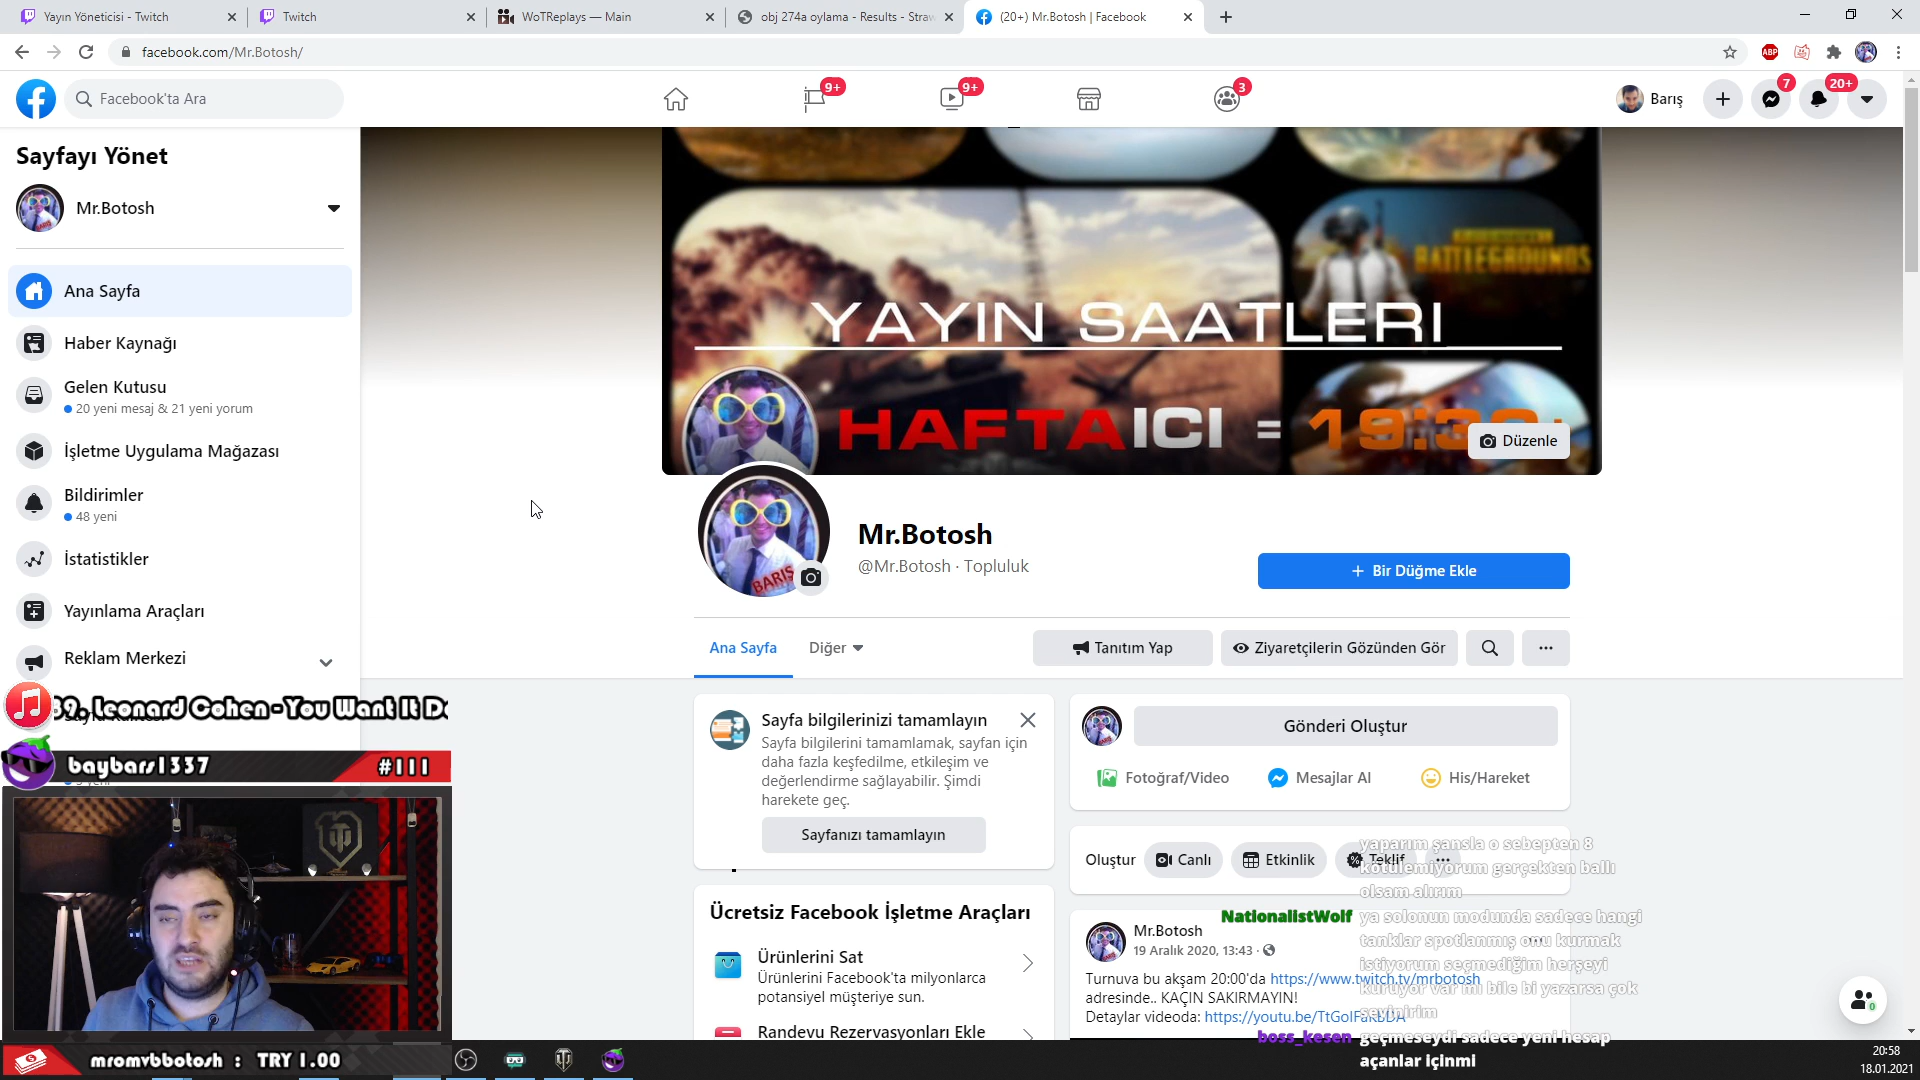 Yayın Yöneticisi - Twitch
Twitch
WoTReplays — Main
obj 274a oylama - Results - Straw
(20+) Mr.Botosh | Facebook
facebook.com/Mr.Botosh/
ABP
Facebook'ta Ara
9+
9+
3
Barış
7
20+
Sayfayı Yönet
Mr.Botosh
Ana Sayfa
Haber Kaynağı
Gelen Kutusu
20 yeni mesaj & 21 yeni yorum
İşletme Uygulama Mağazası
Bildirimler
48 yeni
İstatistikler
Yayınlama Araçları
Reklam Merkezi
39. Leonard Cohen - You Want It Da
baybars1337
#111
mromvbbotosh : TRY 1.00
BATTLEGROUNDS
YAYIN SAATLERI
HAFTAICI = 19:30+
Düzenle
BARIS
Mr.Botosh
@Mr.Botosh · Topluluk
+ Bir Düğme Ekle
Ana Sayfa
Diğer
Tanıtım Yap
Ziyaretçilerin Gözünden Gör
Sayfa bilgilerinizi tamamlayın
Sayfa bilgilerini tamamlamak, sayfan için
daha fazla keşfedilme, etkileşim ve
değerlendirme sağlayabilir. Şimdi
harekete geç.
Sayfanızı tamamlayın
Ücretsiz Facebook İşletme Araçları
Ürünlerini Sat
Ürünlerini Facebook'ta milyonlarca
potansiyel müşteriye sun.
Randevu Rezervasyonları Ekle
Gönderi Oluştur
Fotoğraf/Video
Mesajlar Al
His/Hareket
Oluştur
Canlı
Etkinlik
Teklif
Mr.Botosh
19 Aralık 2020, 13:43 ·
Turnuva bu akşam 20:00'da https://www.twitch.tv/mrbotosh
adresinde.. KAÇIN SAKIRMAYIN!
Detaylar videoda:
yaparım şansla o sebepten 8
kötülemiyorum gerçekten ballı
olsam alırım
NationalistWolf ya solonun modunda sadece hangi
tanklar spotlanmış onu kurmak
istiyorum seçmediğim herşeyi
kuruyor var mı bile bi yazarsa çok
sevinirim
boss_kesen geçmeseydi sadece yeni hesap
açanlar içinmi
0
20:58
18.01.2021